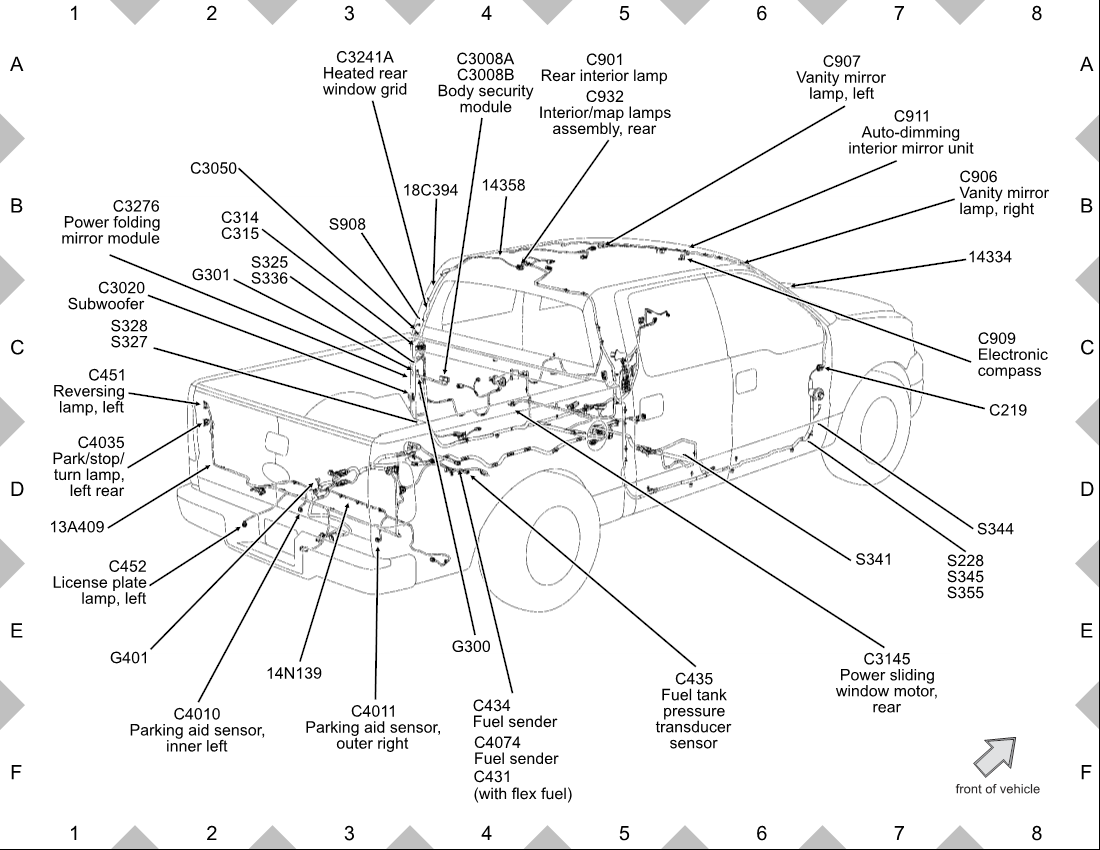 1 2 3 4 5 6 7 8
A
A
C3241A
Heated rear
window grid
C3008A
C3008B
Body security
module
C901
Rear interior lamp
C932
Interior/map lamps
assembly, rear
C907
Vanity mirror
lamp, left
C911
Auto-dimming
interior mirror unit
C906
Vanity mirror
lamp, right
B
B
C3050
18C394
14358
C3276
Power folding
mirror module
C314
C315
S908
S325
S336
G301
14334
C3020
Subwoofer
S328
S327
C
C
C909
Electronic
compass
C451
Reversing
lamp, left
C219
C4035
Park/stop/
turn lamp,
left rear
D
D
13A409
S344
S341
S228
S345
S355
C452
License plate
lamp, left
E
E
G401
14N139
G300
C3145
Power sliding
window motor,
rear
C435
Fuel tank
pressure
transducer
sensor
C4010
Parking aid sensor,
inner left
C4011
Parking aid sensor,
outer right
C434
Fuel sender
C4074
Fuel sender
C431
(with flex fuel)
F
F
front of vehicle
1 2 3 4 5 6 7 8